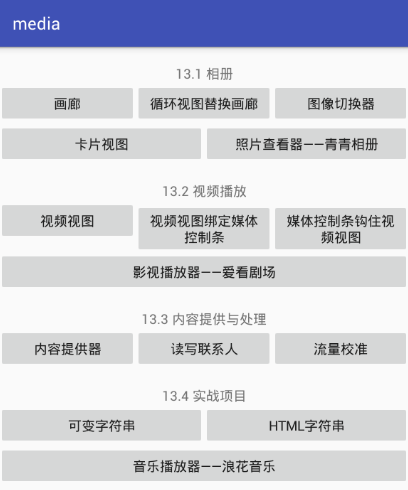 media
13.1 相册
画廊
循环视图替换画廊
图像切换器
卡片视图
照片查看器——青青相册
13.2 视频播放
视频视图
视频视图绑定媒体
控制条
媒体控制条钩住视
频视图
影视播放器——爱看剧场
13.3 内容提供与处理
内容提供器
读写联系人
流量校准
13.4 实战项目
可变字符串
HTML字符串
音乐播放器——浪花音乐